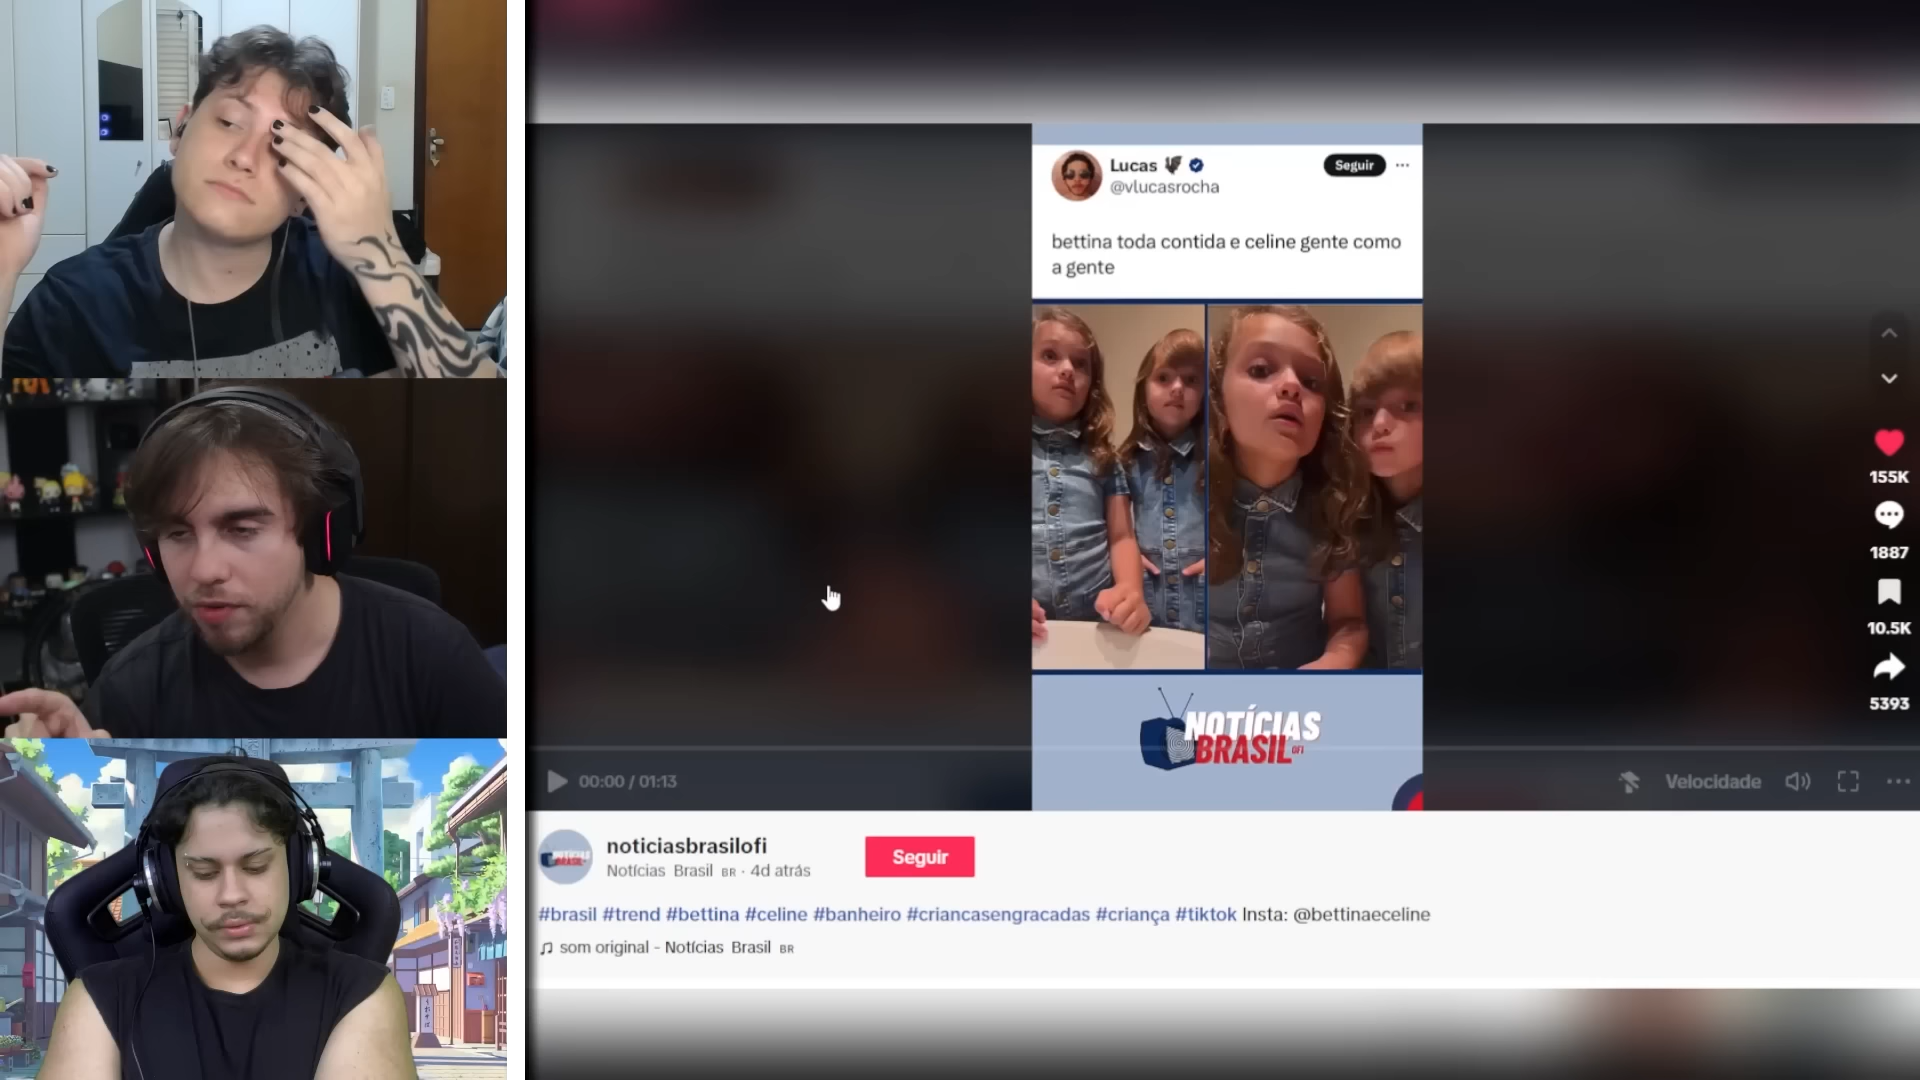 Lucas
@vlucasrocha
Seguir
bettina toda contida e celine gente como
a gente
NOTÍCIAS
BRASIL OFI
155K
1887
10.5K
5393
00:00 / 01:13
Velocidade
noticiasbrasilofi
Notícias Brasil BR · 4d atrás
Seguir
#brasil #trend #bettina #celine #banheiro #criancasengracadas #criança #tiktok Insta: @bettinaeceline
som original - Notícias Brasil BR